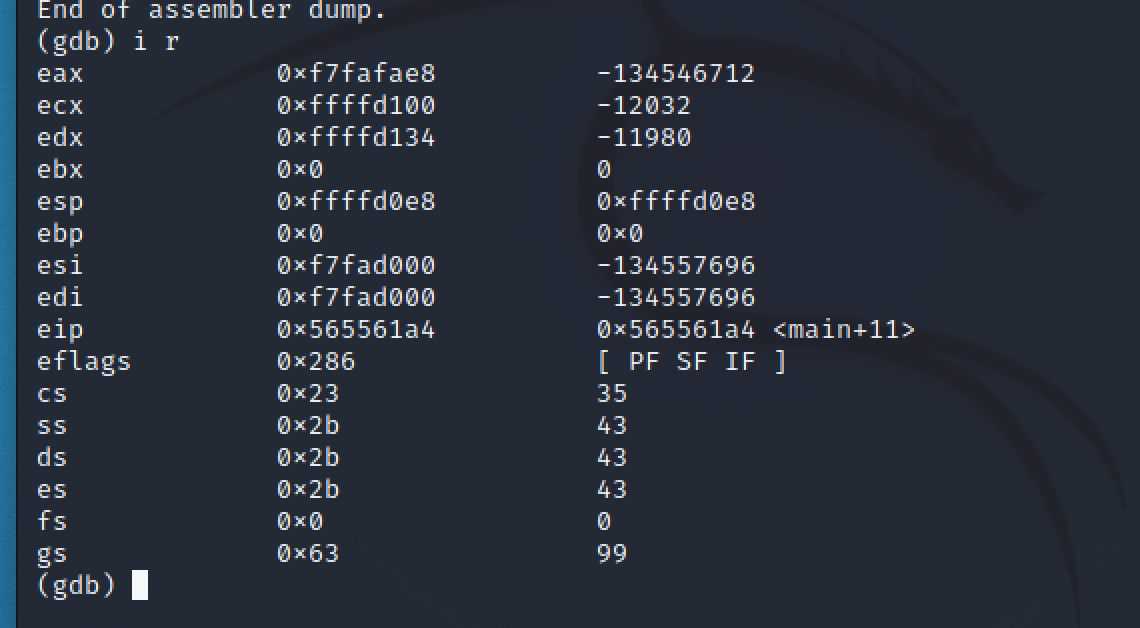 End of assembler dump.
(gdb) i r
eax 0×f7fafae8 -134546712
ecx 0×ffffd100 -12032
edx 0×ffffd134 -11980
ebx 0×0 0
esp 0×ffffd0e8 0×ffffd0e8
ebp 0×0 0×0
esi 0×f7fad000 -134557696
edi 0×f7fad000 -134557696
eip 0×565561a4 0×565561a4 <main+11>
eflags 0×286 [ PF SF IF ]
cs 0×23 35
ss 0×2b 43
ds 0×2b 43
es 0×2b 43
fs 0×0 0
gs 0×63 99
(gdb)